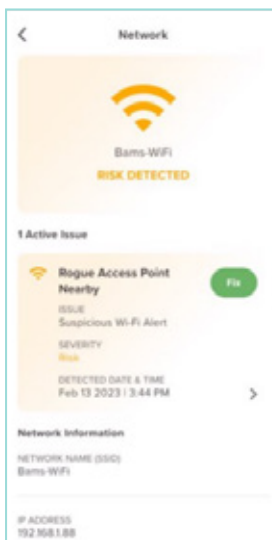 Network
Bams-WiFi
RISK DETECTED
1 Active Issue
Rogue Access Point
Nearby
Fix
ISSUE
Suspicious Wi-Fi Alert
SEVERITY
Risk
DETECTED DATE & TIME
Feb 13 2023 | 3:44 PM
Network Information
NETWORK NAME (SSID)
Bams-WiFi
IP ADDRESS
192.168.1.88